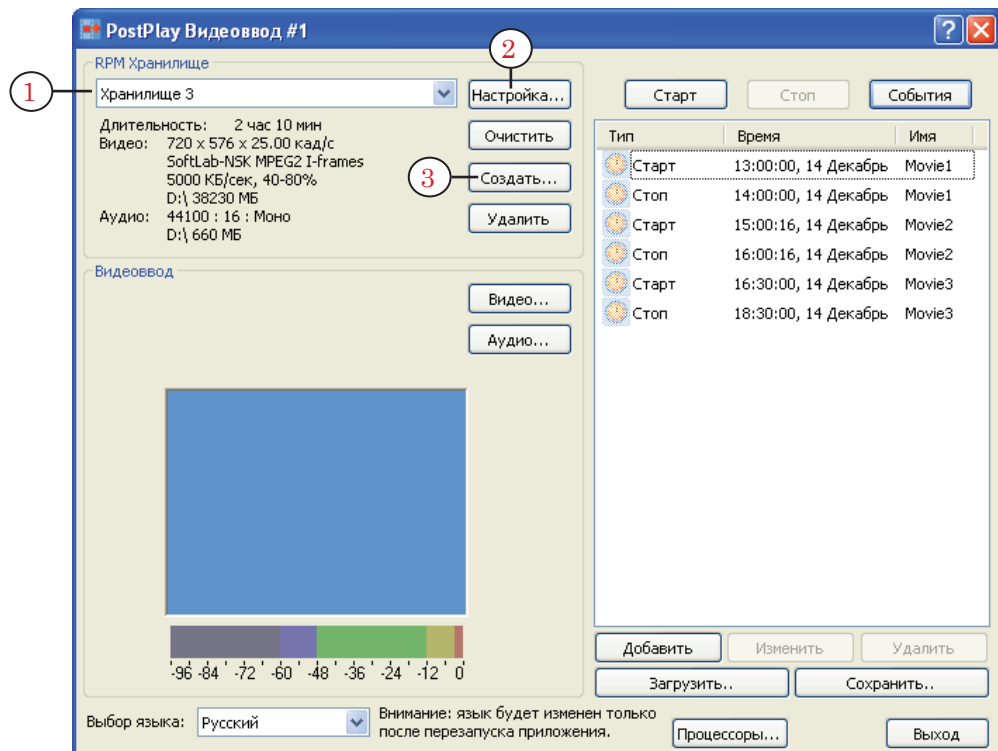 PostPlay Видеоввод #1
2
RPM Хранилище
1
Хранилище 3
Настройка...
Старт
Стоп
События
Длительность: 2 час 10 мин
Очистить
Видео: 720 x 576 x 25.00 кад/с
SoftLab-NSK MPEG2 I-frames
5000 КБ/сек, 40-80%
D:\ 38230 МБ
3
Создать...
Аудио: 44100 : 16 : Моно
D:\ 660 МБ
Удалить
Тип Время Имя
Старт 13:00:00, 14 Декабрь Movie1
Стоп 14:00:00, 14 Декабрь Movie1
Старт 15:00:16, 14 Декабрь Movie2
Стоп 16:00:16, 14 Декабрь Movie2
Старт 16:30:00, 14 Декабрь Movie3
Стоп 18:30:00, 14 Декабрь Movie3
Видеоввод
Видео...
Аудио...
-96 -84 -72 -60 -48 -36 -24 -12 0
Добавить
Изменить
Удалить
Загрузить..
Сохранить..
Выбор языка: Русский
Внимание: язык будет изменен только
после перезапуска приложения.
Процессоры...
Выход